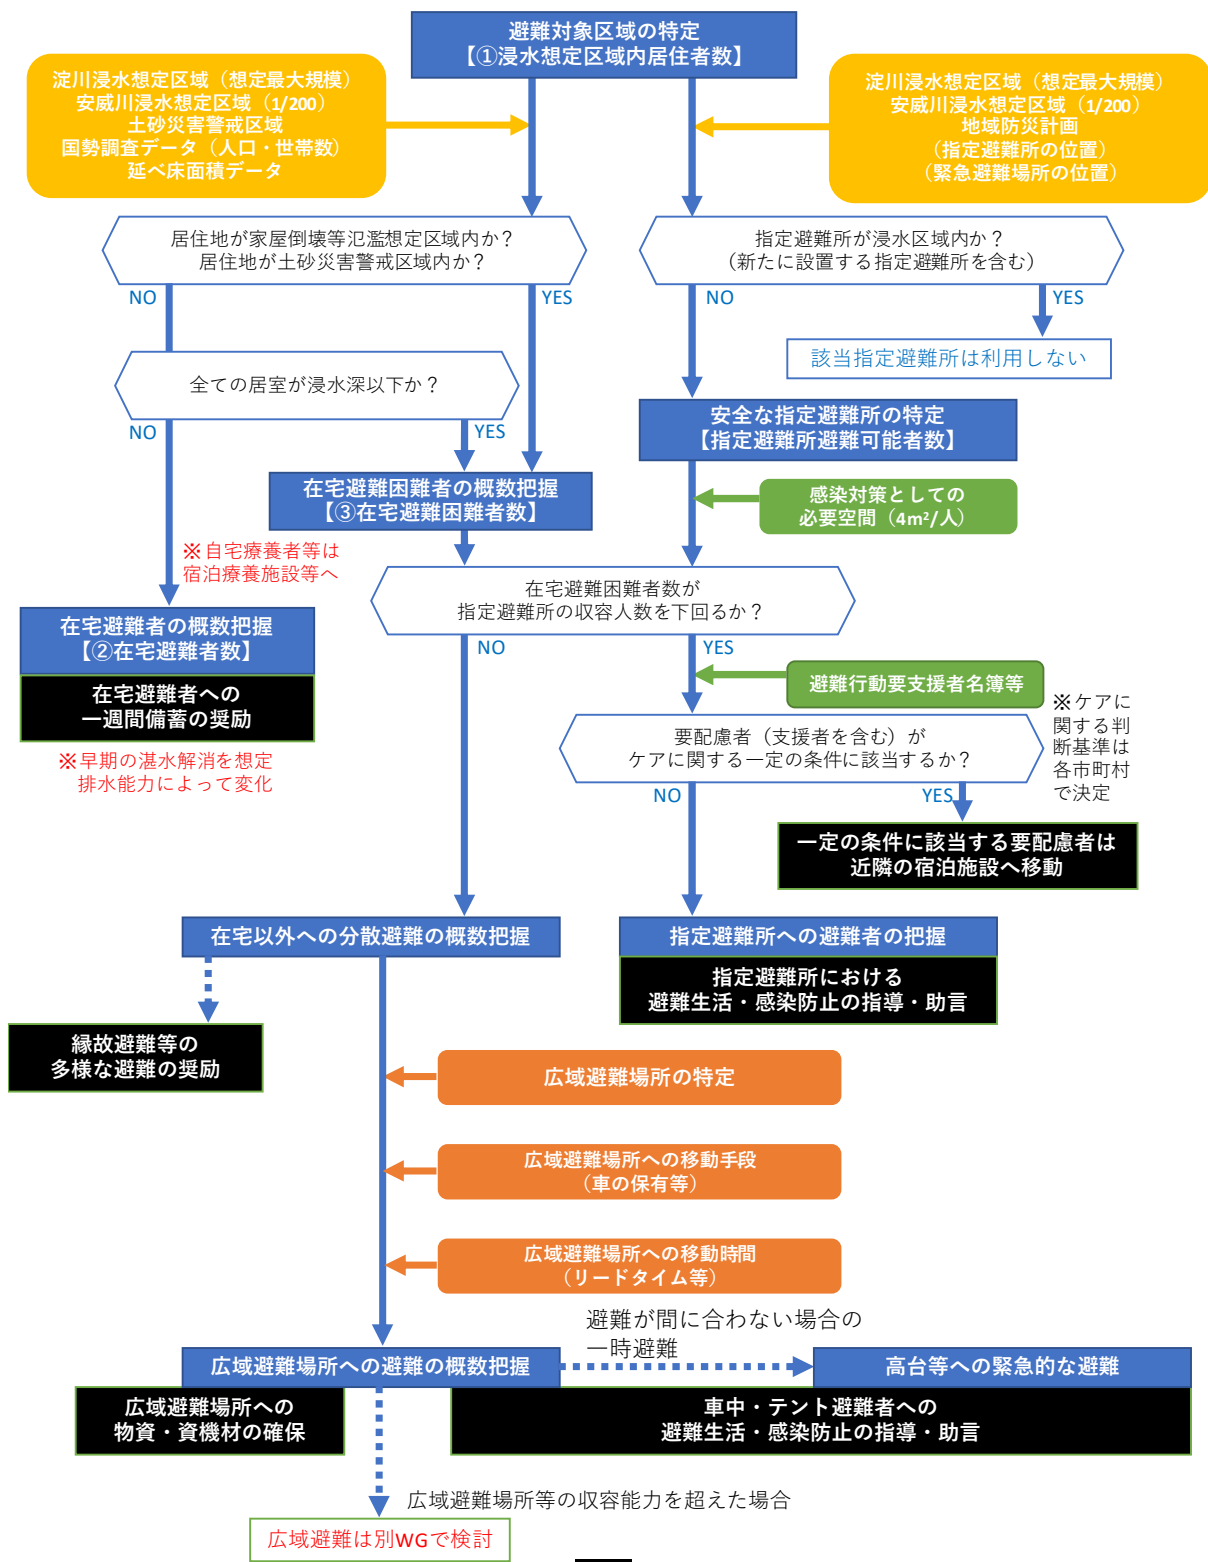 避難対象区域の特定
【①浸水想定区域内居住者数】
淀川浸水想定区域（想定最大規模）
安威川浸水想定区域（1/200）
土砂災害警戒区域
国勢調査データ（人口・世帯数）
延べ床面積データ
淀川浸水想定区域（想定最大規模）
安威川浸水想定区域（1/200）
地域防災計画
（指定避難所の位置）
（緊急避難場所の位置）
居住地が家屋倒壊等氾濫想定区域内か？
居住地が土砂災害警戒区域内か？
指定避難所が浸水区域内か？
（新たに設置する指定避難所を含む）
NO
YES
NO
YES
該当指定避難所は利用しない
全ての居室が浸水深以下か？
安全な指定避難所の特定
【指定避難所避難可能者数】
NO
YES
在宅避難困難者の概数把握
【③在宅避難困難者数】
感染対策としての
必要空間（4m²/人）
※自宅療養者等は
宿泊療養施設等へ
在宅避難困難者数が
指定避難所の収容人数を下回るか？
在宅避難者の概数把握
【②在宅避難者数】
NO
YES
在宅避難者への
一週間備蓄の奨励
避難行動要支援者名簿等
※早期の湛水解消を想定
排水能力によって変化
要配慮者（支援者を含む）が
ケアに関する一定の条件に該当するか？
※ケアに
関する判
断基準は
各市町村
で決定
NO
YES
一定の条件に該当する要配慮者は
近隣の宿泊施設へ移動
在宅以外への分散避難の概数把握
指定避難所への避難者の把握
指定避難所における
避難生活・感染防止の指導・助言
縁故避難等の
多様な避難の奨励
広域避難場所の特定
広域避難場所への移動手段
（車の保有等）
広域避難場所への移動時間
（リードタイム等）
避難が間に合わない場合の
一時避難
広域避難場所への避難の概数把握
高台等への緊急的な避難
広域避難場所への
物資・資機材の確保
車中・テント避難者への
避難生活・感染防止の指導・助言
広域避難場所等の収容能力を超えた場合
広域避難は別WGで検討